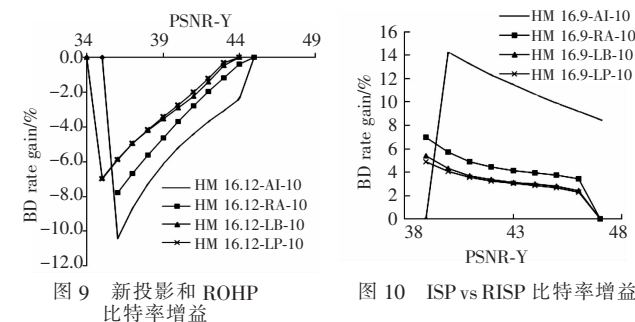 PSNR-Y
34 39 44 49
0.0
-2.0
-4.0
-6.0
-8.0
-10.0
-12.0
BD rate gain/%
HM 16.12-AI-10
HM 16.12-RA-10
HM 16.12-LB-10
HM 16.12-LP-10
图 9 新投影和 ROHP
比特率增益
HM 16.9-AI-10
HM 16.9-RA-10
HM 16.9-LB-10
HM 16.9-LP-10
16
14
12
10
8
6
4
2
0
BD rate gain/%
38 43 48
PSNR-Y
图 10 ISP vs RISP 比特率增益